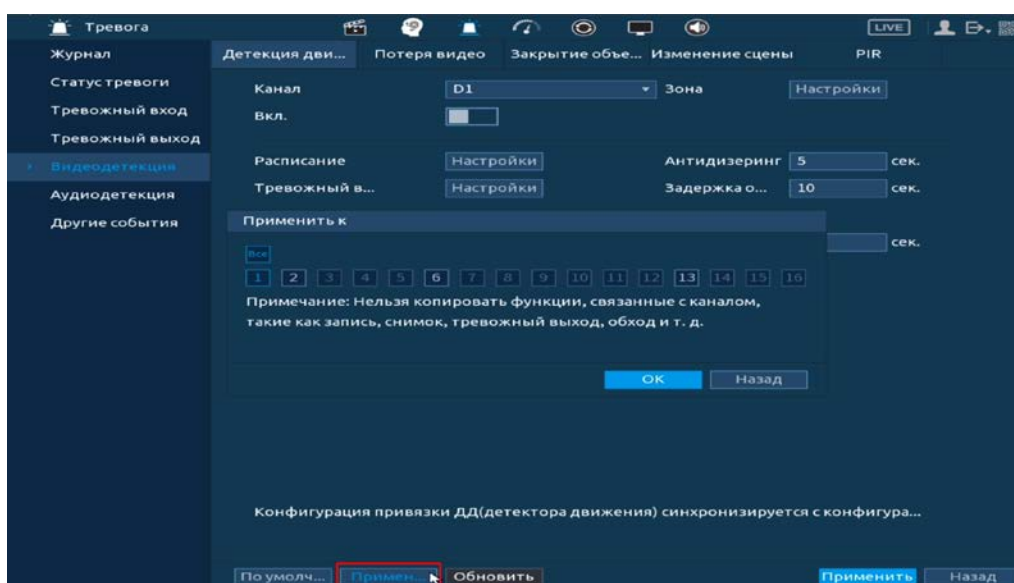 Тревога LIVE
Журнал
Статус тревоги
Тревожный вход
Тревожный выход
Видеодетекция
Аудиодетекция
Другие события
Детекция дви... Потеря видео Закрытие объе... Изменение сцены PIR
Канал D1 Зона Настройки
Вкл.
Расписание Настройки Антидизеринг 5 сек.
Тревожный в... Настройки Задержка о... 10 сек.
сек.
Применить к
Все
1 2 3 4 5 6 7 8 9 10 11 12 13 14 15 16
Примечание: Нельзя копировать функции, связанные с каналом,
такие как запись, снимок, тревожный выход, обход и т. д.
OK Назад
Конфигурация привязки ДД(детектора движения) синхронизируется с конфигура...
По умолч... Примен... Обновить Применить Назад